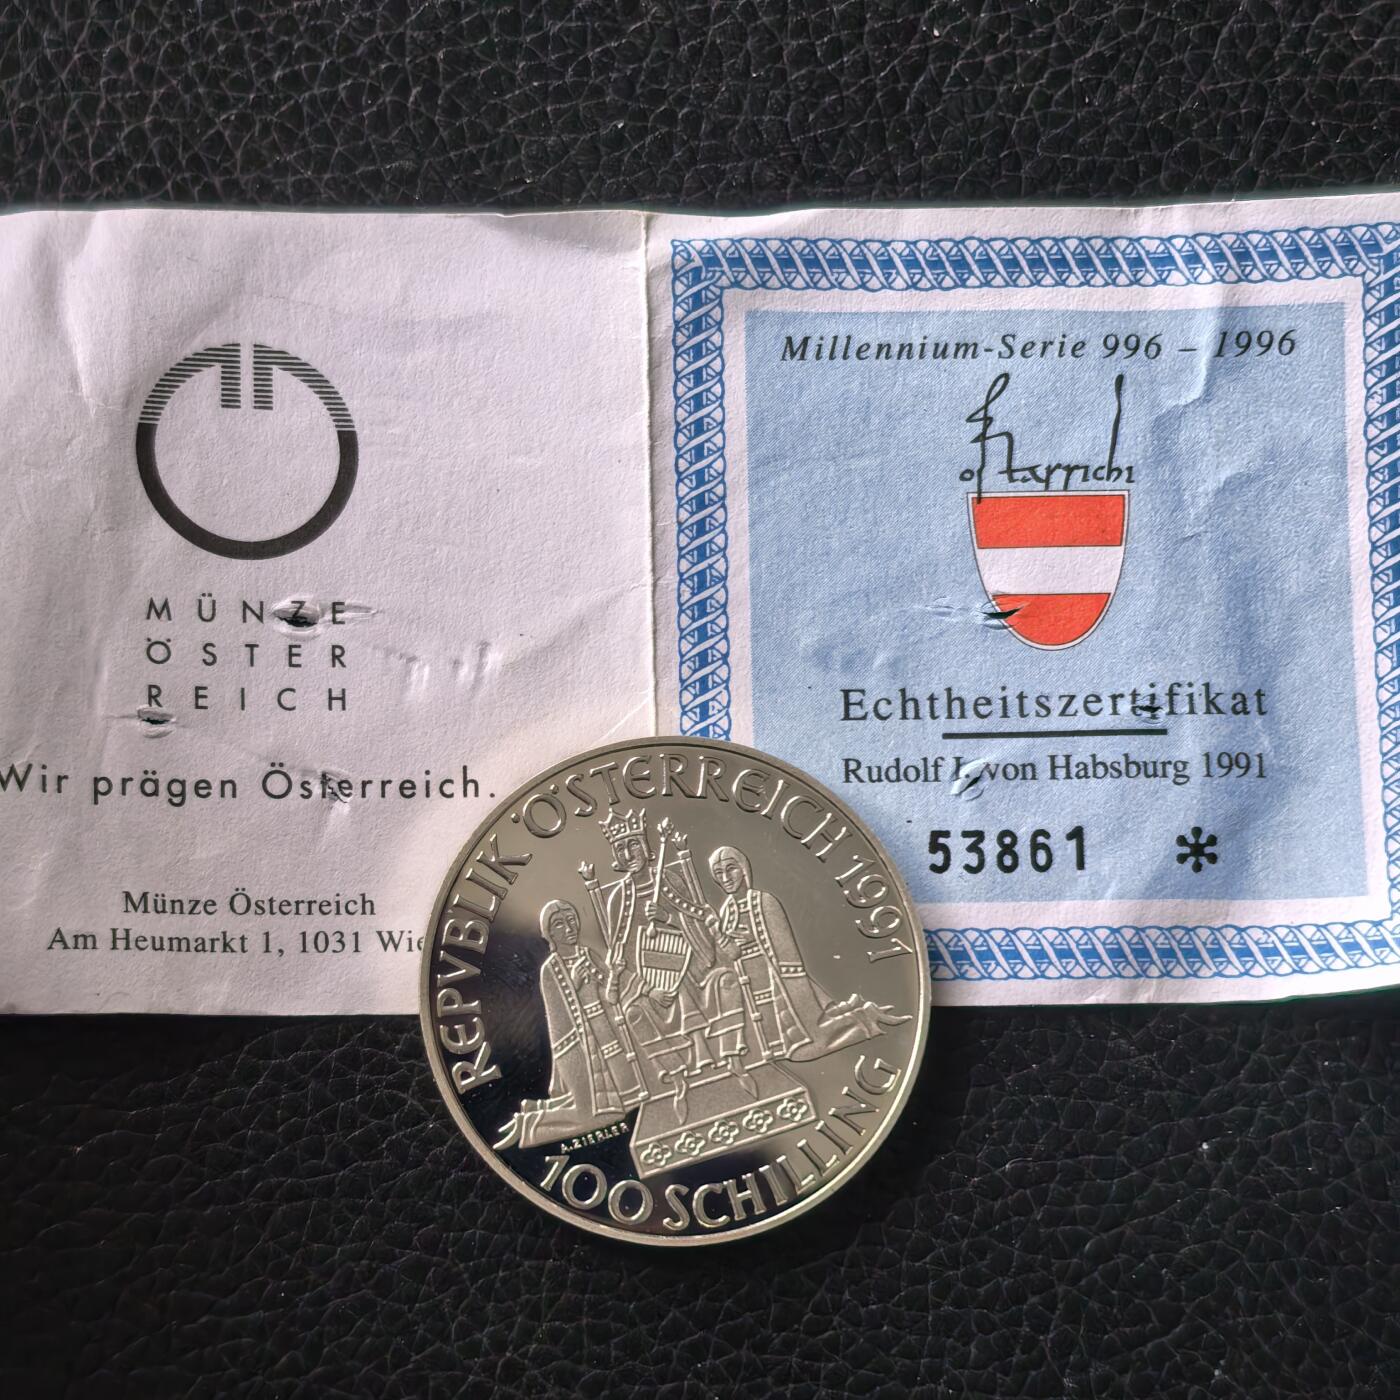 MÜNZE
ÖSTER
REICH
Wir prägen Österreich.
Münze Österreich
Am Heumarkt 1, 1031 Wie
Millennium-Serie 996 – 1996
ostarrichi
Echtheitszertifikat
Rudolf I. von Habsburg 1991
53861 *
REPVBLIK ÖSTERREICH 1991
A. ZIERLER
100 SCHILLING